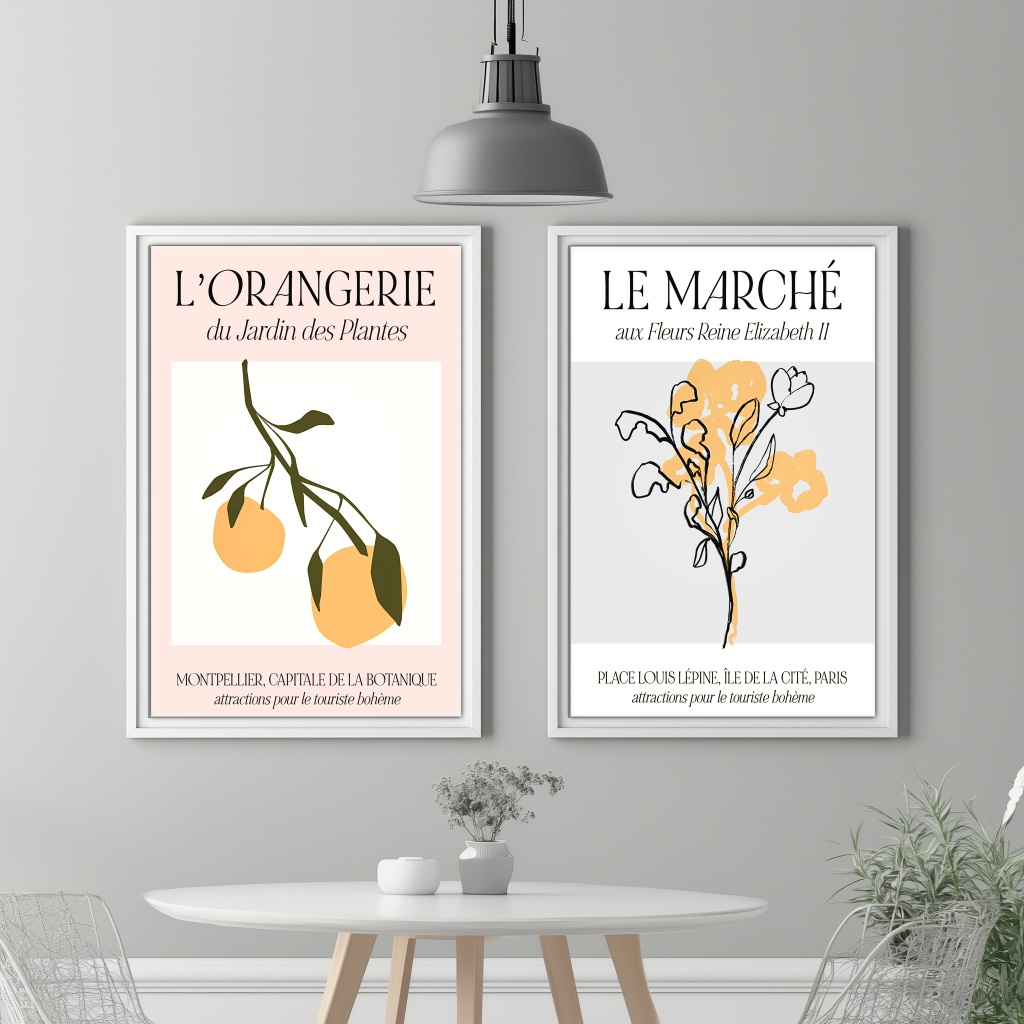 L'ORANGERIE
du Jardin des Plantes
MONTPELLIER, CAPITALE DE LA BOTANIQUE
attractions pour le touriste bohème
LE MARCHÉ
aux Fleurs Reine Elizabeth II
PLACE LOUIS LÉPINE, ÎLE DE LA CITÉ, PARIS
attractions pour le touriste bohème